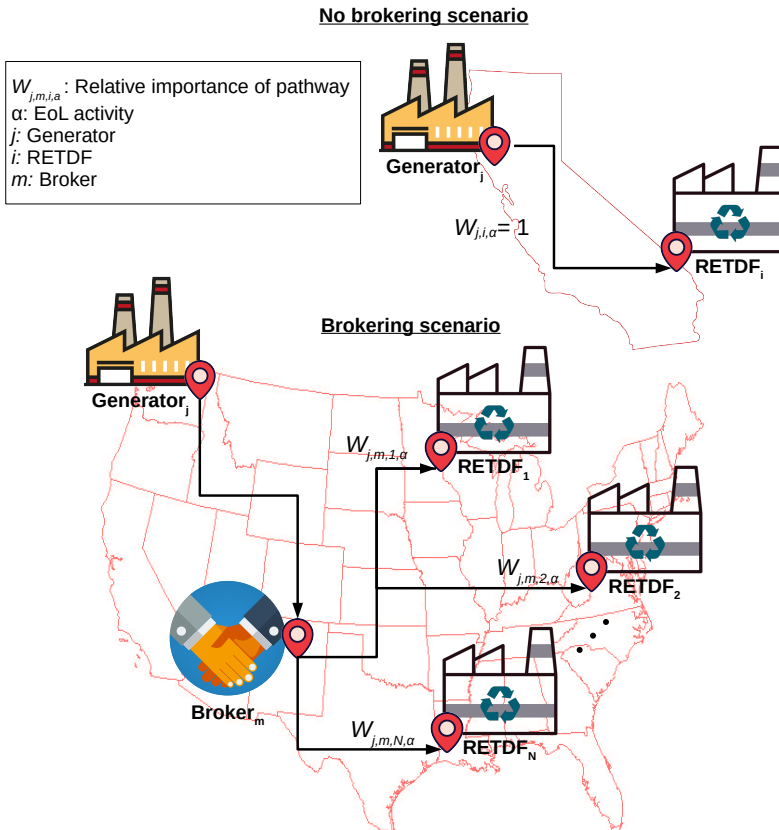 No brokering scenario
W_{j,m,i,a} : Relative importance of pathway
α: EoL activity
j: Generator
i: RETDF
m: Broker
Generator_j
W_{j,i,α} = 1
RETDF_i
Brokering scenario
Generator_j
W_{j,m,1,α}
RETDF_1
W_{j,m,2,α}
RETDF_2
Broker_m
W_{j,m,N,α}
RETDF_N